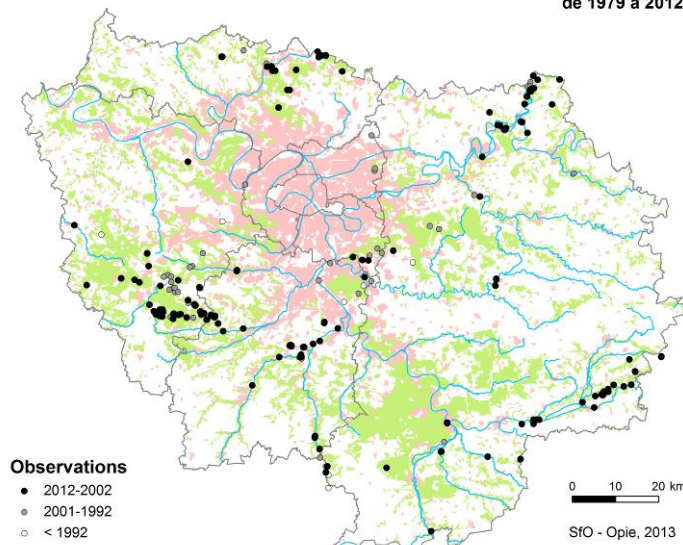 de 1979 à 2012
Observations
2012-2002
2001-1992
< 1992
0 10 20 km
SfO - Opie, 2013